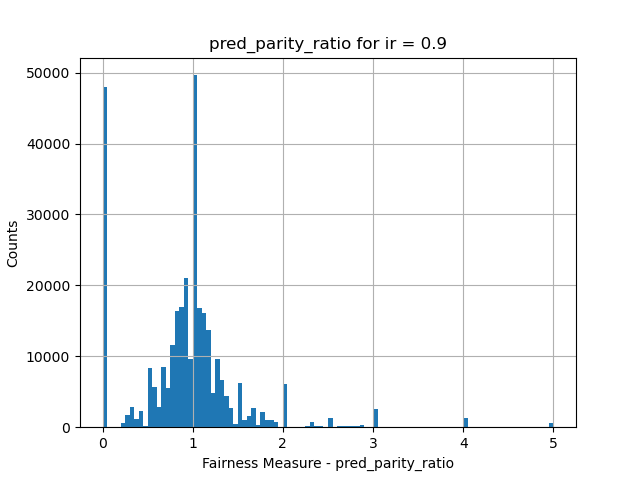 pred_parity_ratio for ir = 0.9
50000
40000
30000
20000
10000
0
Counts
0 1 2 3 4 5
Fairness Measure - pred_parity_ratio